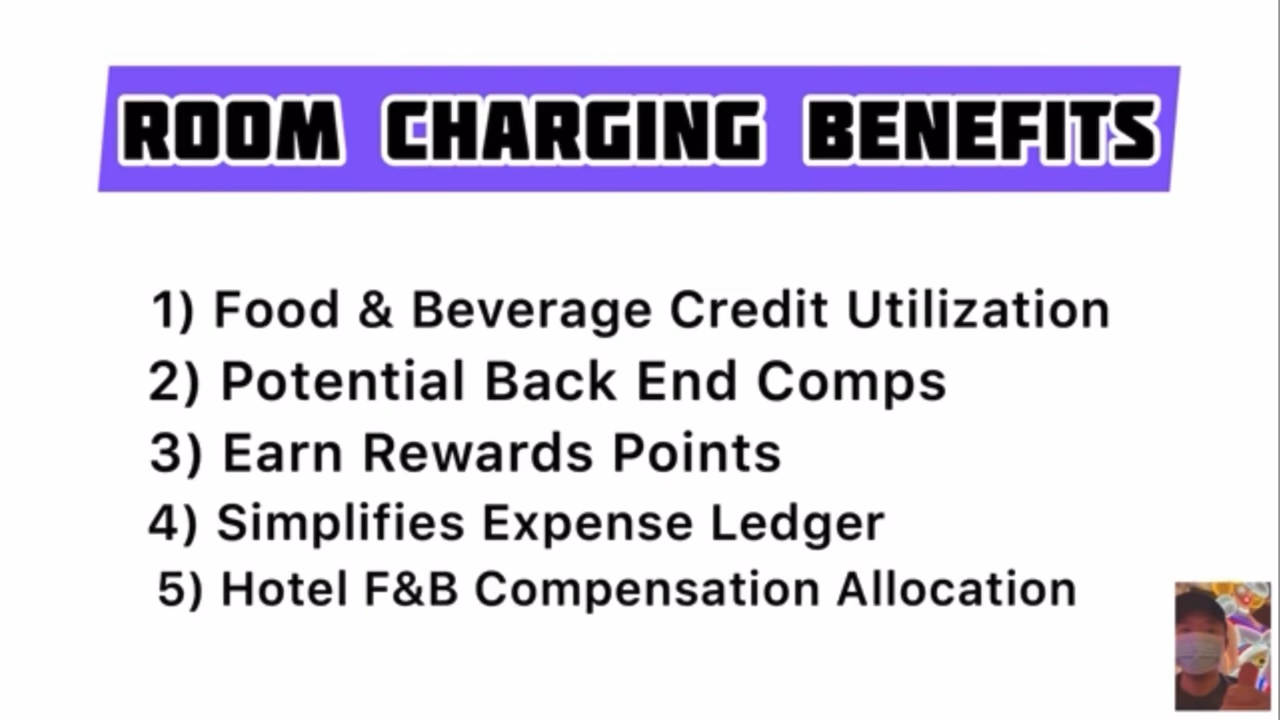 ROOM CHARGING BENEFITS
1) Food & Beverage Credit Utilization
2) Potential Back End Comps
3) Earn Rewards Points
4) Simplifies Expense Ledger
5) Hotel F&B Compensation Allocation